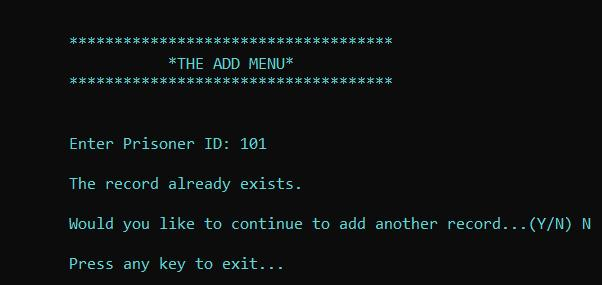 ************************************
*THE ADD MENU*
************************************
Enter Prisoner ID: 101
The record already exists.
Would you like to continue to add another record...(Y/N) N
Press any key to exit...